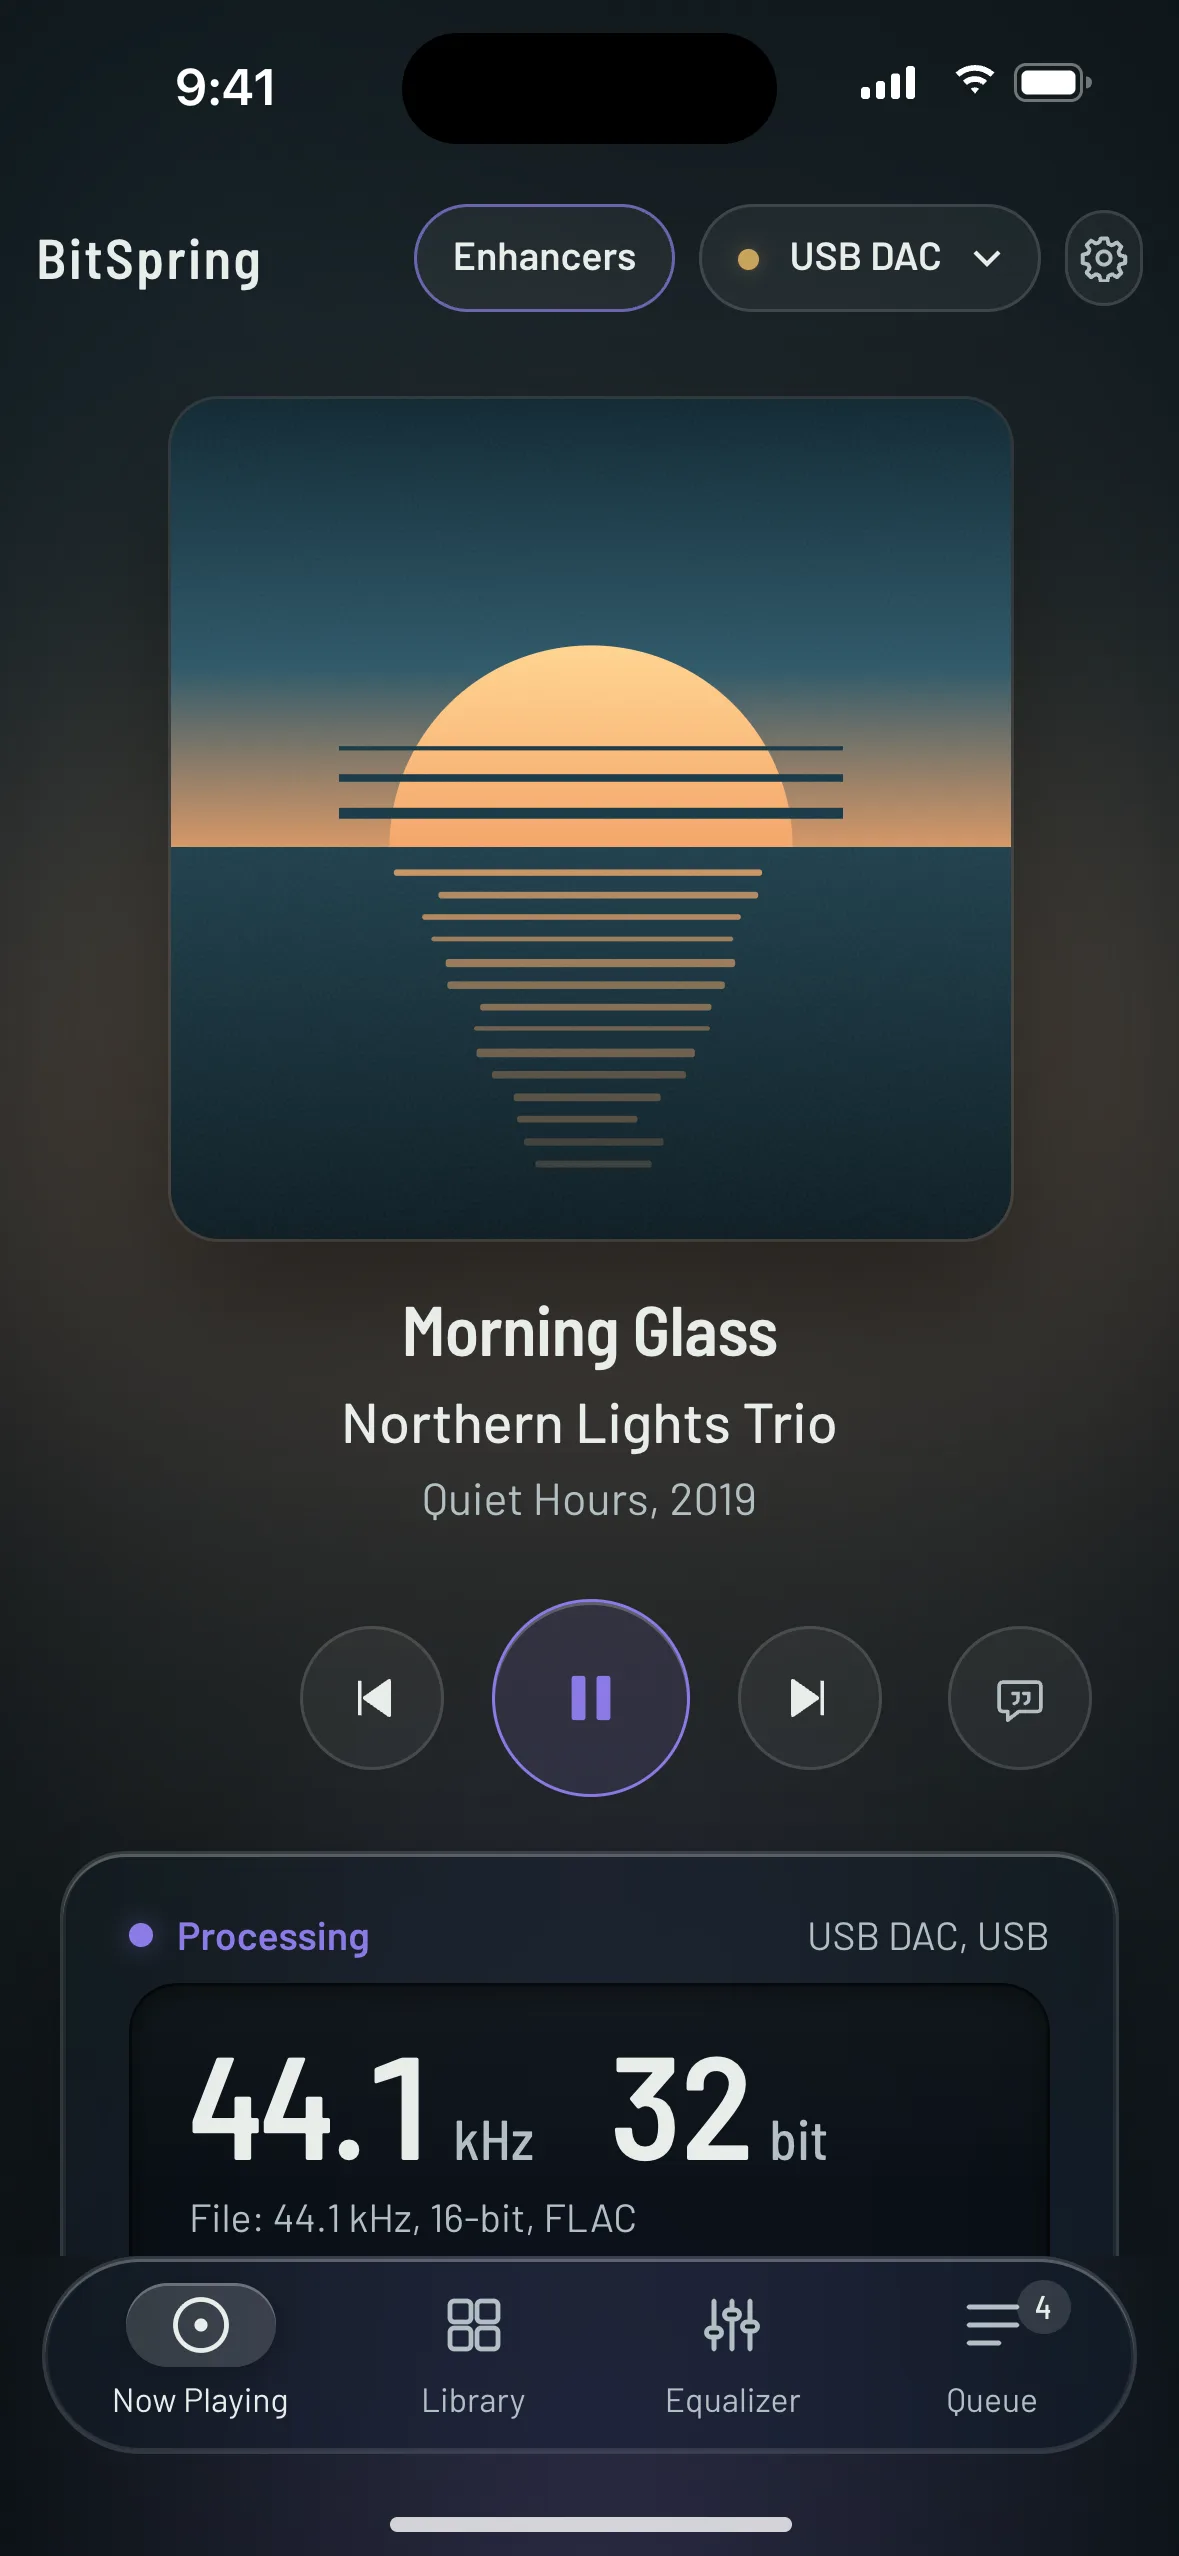 9:41
BitSpring
Enhancers
USB DAC
Morning Glass
Northern Lights Trio
Quiet Hours, 2019
Processing
USB DAC, USB
44.1 kHz 32 bit
File: 44.1 kHz, 16-bit, FLAC
4
Now Playing
Library
Equalizer
Queue